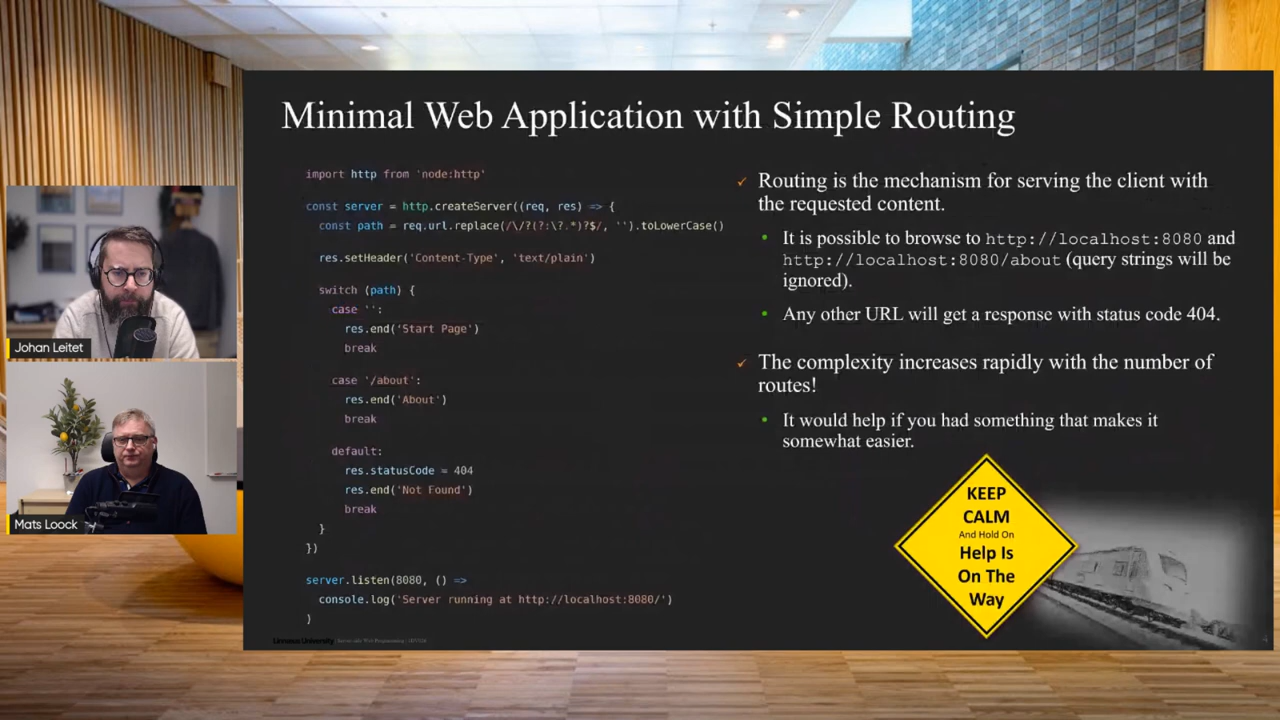 Minimal Web Application with Simple Routing
import http from 'node:http'
const server = http.createServer((req, res) => {
const path = req.url.replace(/\/?(?:\?.*)?$/, '').toLowerCase()
res.setHeader('Content-Type', 'text/plain')
switch (path) {
case '':
res.end('Start Page')
break
case '/about':
res.end('About')
break
default:
res.statusCode = 404
res.end('Not Found')
break
}
})
server.listen(8080, () =>
console.log('Server running at http://localhost:8080/')
)
Routing is the mechanism for serving the client with
the requested content.
It is possible to browse to http://localhost:8080 and
http://localhost:8080/about (query strings will be
ignored).
Any other URL will get a response with status code 404.
The complexity increases rapidly with the number of
routes!
It would help if you had something that makes it
somewhat easier.
KEEP
CALM
And Hold On
Help Is
On The
Way
Johan Leitet
Mats Loock
Linnaeus University